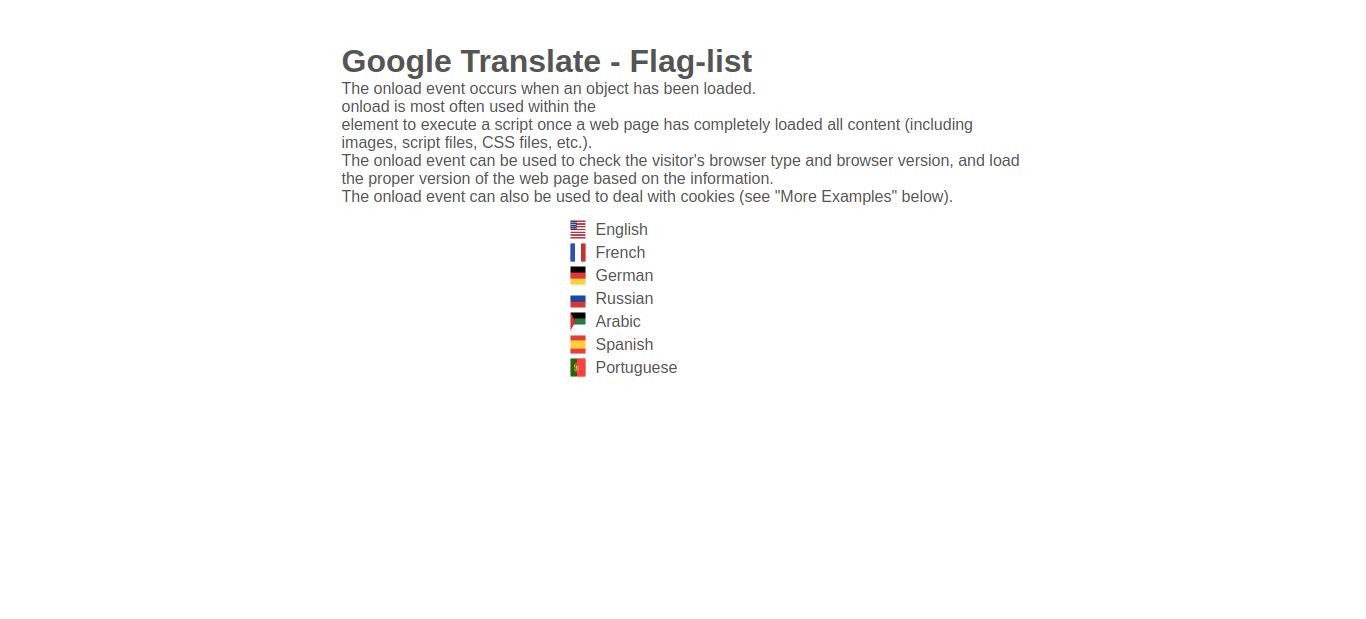 Google Translate - Flag-list
The onload event occurs when an object has been loaded.
onload is most often used within the
element to execute a script once a web page has completely loaded all content (including
images, script files, CSS files, etc.).
The onload event can be used to check the visitor's browser type and browser version, and load
the proper version of the web page based on the information.
The onload event can also be used to deal with cookies (see "More Examples" below).
English
French
German
Russian
Arabic
Spanish
Portuguese